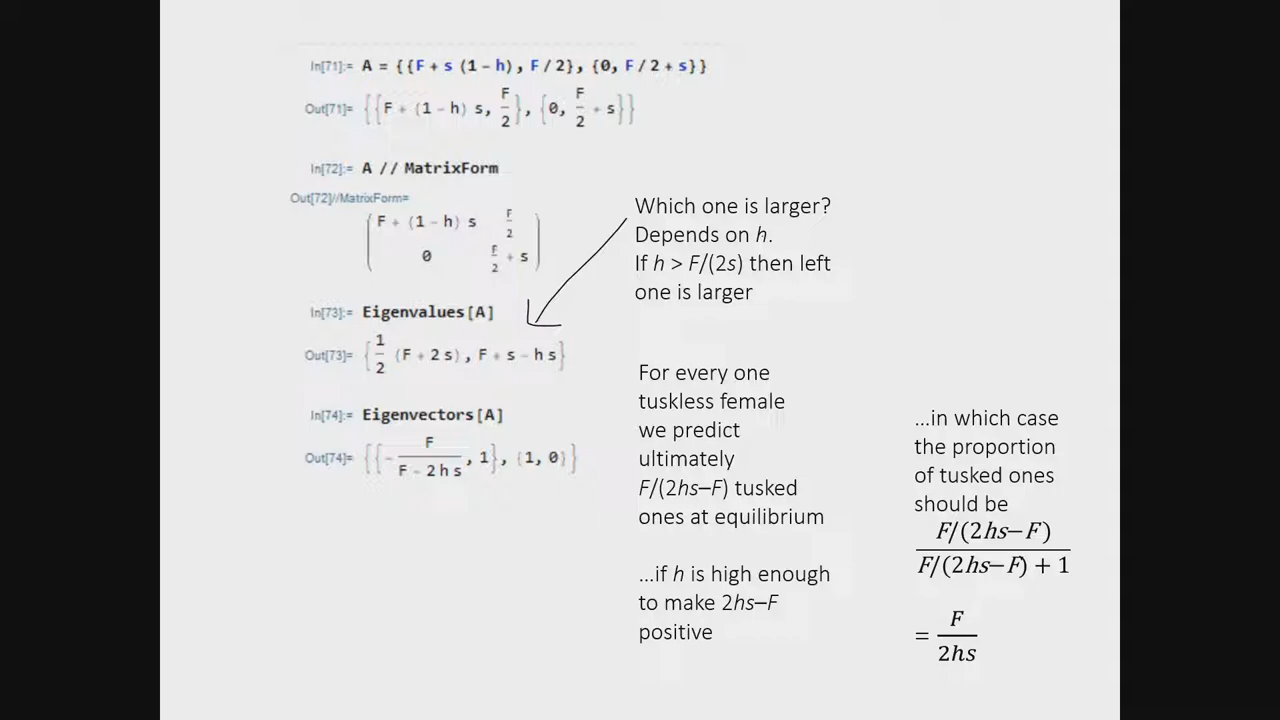 In[71]:= A = {{F + s (1 - h), F / 2}, {0, F / 2 + s}}
Out[71]= {{F + (1 - h) s, F/2}, {0, F/2 + s}}
In[72]:= A // MatrixForm
Out[72]//MatrixForm=
F + (1 - h) s F/2
0 F/2 + s
In[73]:= Eigenvalues[A]
Out[73]= {1/2 (F + 2 s), F + s - h s}
In[74]:= Eigenvectors[A]
Out[74]= {{- F/(F - 2 h s), 1}, {1, 0}}
Which one is larger?
Depends on h.
If h > F/(2s) then left
one is larger
For every one
tuskless female
we predict
ultimately
F/(2hs–F) tusked
ones at equilibrium
...if h is high enough
to make 2hs–F
positive
...in which case
the proportion
of tusked ones
should be
F/(2hs–F)
F/(2hs–F) + 1
= F
2hs